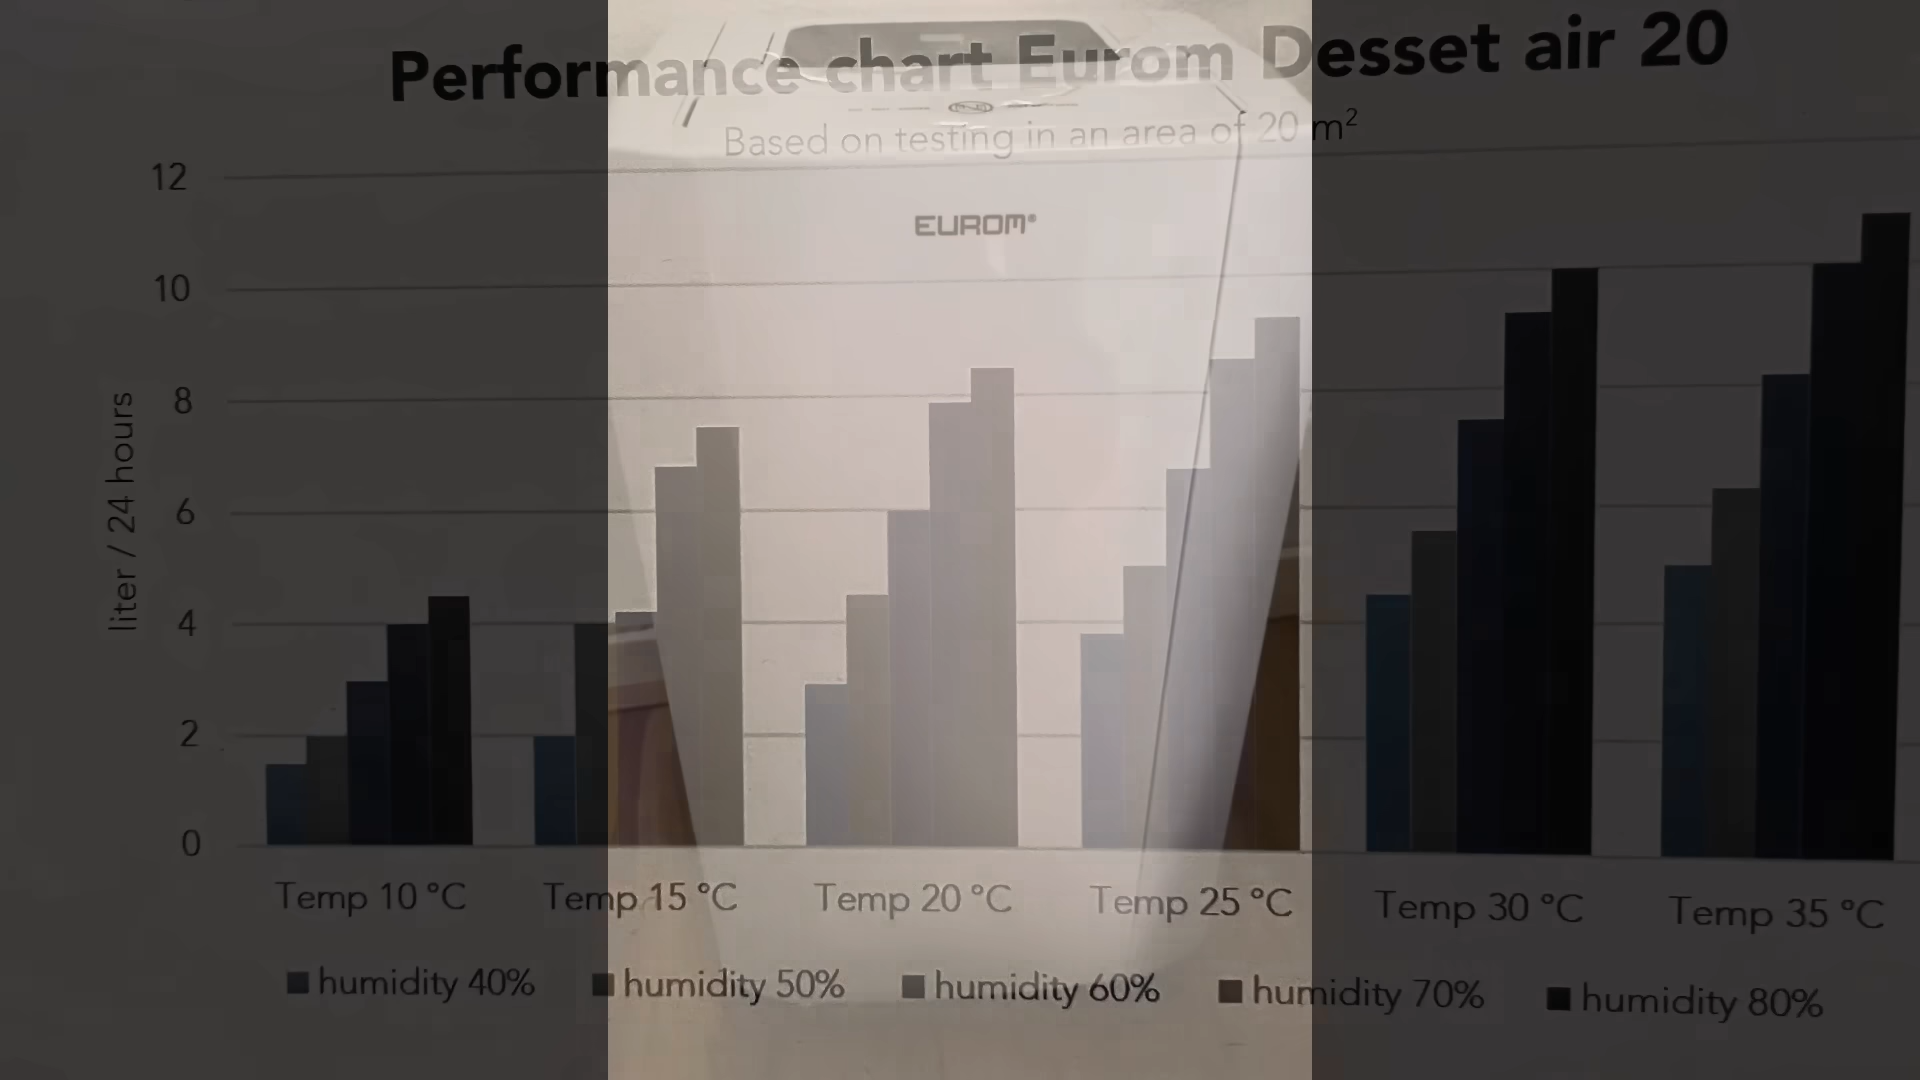 Performance chart Eurom Desset air 20
Based on testing in an area of 20 m²
EUROM®
12
10
8
6
4
2
0
liter / 24 hours
Temp 10 °C Temp 15 °C Temp 20 °C Temp 25 °C Temp 30 °C Temp 35 °C
humidity 40% humidity 50% humidity 60% humidity 70% humidity 80%